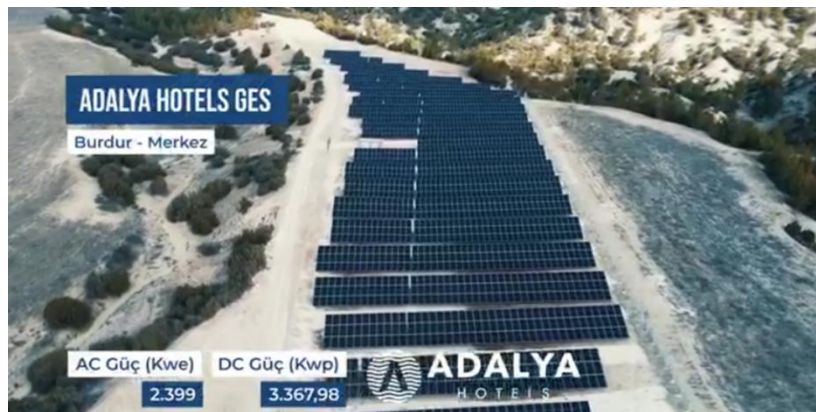 ADALYA HOTELS GES
Burdur - Merkez
AC Güç (Kwe)
DC Güç (Kwp)
2.399
3.367,98
ADALYA
HOTELS